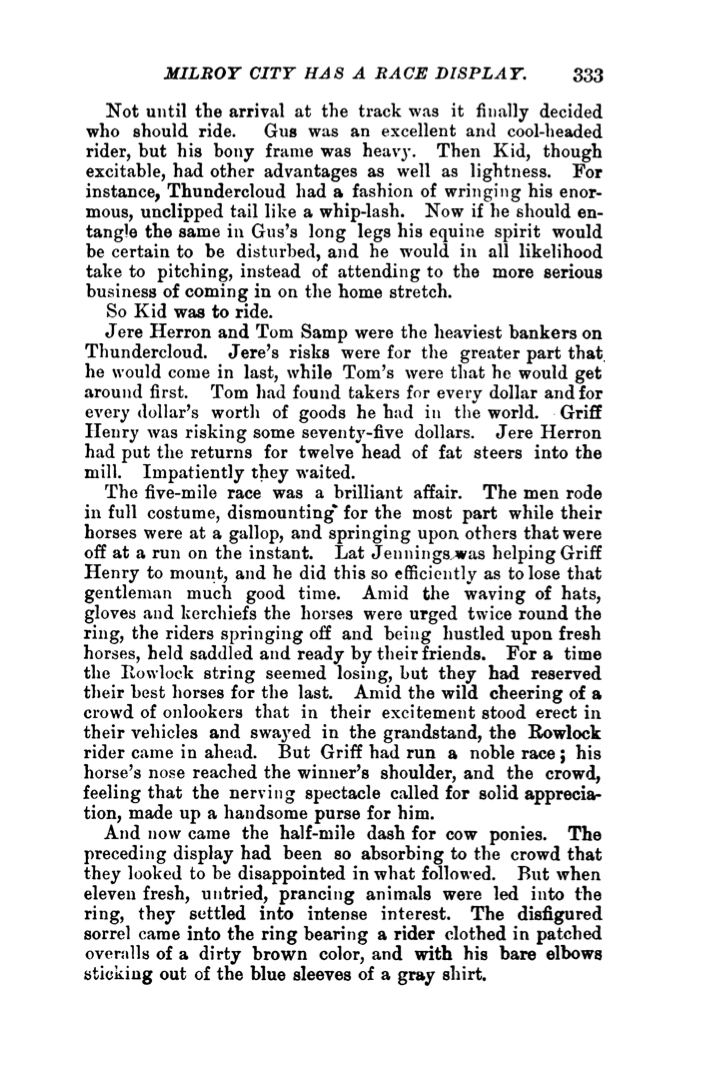 MILROY CITY HAS A RACE DISPLAY. 333
Not until the arrival at the track was it finally decided
who should ride. Gus was an excellent and cool-headed
rider, but his bony frame was heavy. Then Kid, though
excitable, had other advantages as well as lightness. For
instance, Thundercloud had a fashion of wringing his enor-
mous, unclipped tail like a whip-lash. Now if he should en-
tangle the same in Gus's long legs his equine spirit would
be certain to be disturbed, and he would in all likelihood
take to pitching, instead of attending to the more serious
business of coming in on the home stretch.
So Kid was to ride.
Jere Herron and Tom Samp were the heaviest bankers on
Thundercloud. Jere's risks were for the greater part that
he would come in last, while Tom's were that he would get
around first. Tom had found takers for every dollar and for
every dollar's worth of goods he had in the world. Griff
Henry was risking some seventy-five dollars. Jere Herron
had put the returns for twelve head of fat steers into the
mill. Impatiently they waited.
The five-mile race was a brilliant affair. The men rode
in full costume, dismounting for the most part while their
horses were at a gallop, and springing upon others that were
off at a run on the instant. Lat Jennings was helping Griff
Henry to mount, and he did this so efficiently as to lose that
gentleman much good time. Amid the waving of hats,
gloves and kerchiefs the horses were urged twice round the
ring, the riders springing off and being hustled upon fresh
horses, held saddled and ready by their friends. For a time
the Rowlock string seemed losing, but they had reserved
their best horses for the last. Amid the wild cheering of a
crowd of onlookers that in their excitement stood erect in
their vehicles and swayed in the grandstand, the Rowlock
rider came in ahead. But Griff had run a noble race; his
horse's nose reached the winner's shoulder, and the crowd,
feeling that the nerving spectacle called for solid apprecia-
tion, made up a handsome purse for him.
And now came the half-mile dash for cow ponies. The
preceding display had been so absorbing to the crowd that
they looked to be disappointed in what followed. But when
eleven fresh, untried, prancing animals were led into the
ring, they settled into intense interest. The disfigured
sorrel came into the ring bearing a rider clothed in patched
overalls of a dirty brown color, and with his bare elbows
sticking out of the blue sleeves of a gray shirt.